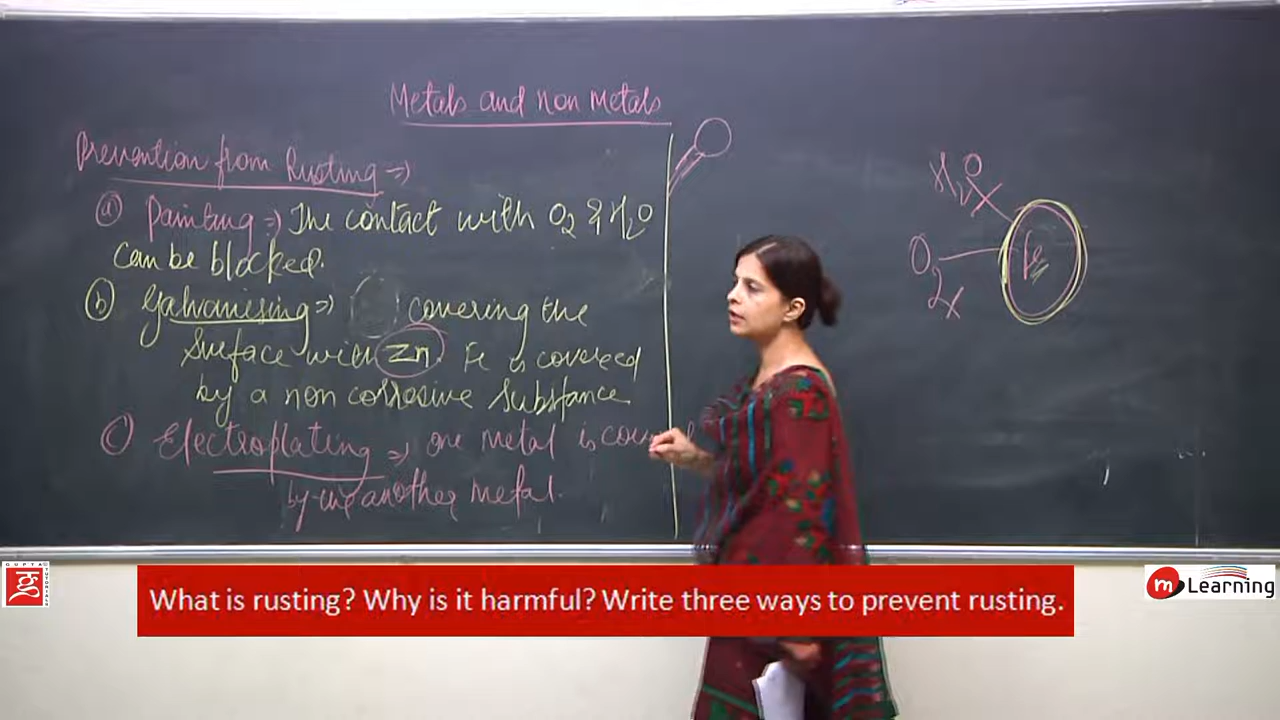 Metals and non Metals
Prevention from Rusting ⇒
(a) Painting ⇒ The contact with O2 & H2O
can be blocked.
(b) Galvanising ⇒ covering the
surface with Zn. Fe is covered
by a non corrosive substance
(c) Electroplating ⇒ one metal is
by another metal.
H2O
O2
Fe
What is rusting? Why is it harmful? Write three ways to prevent rusting.
GUPTA
TUTORIALS
m Learning